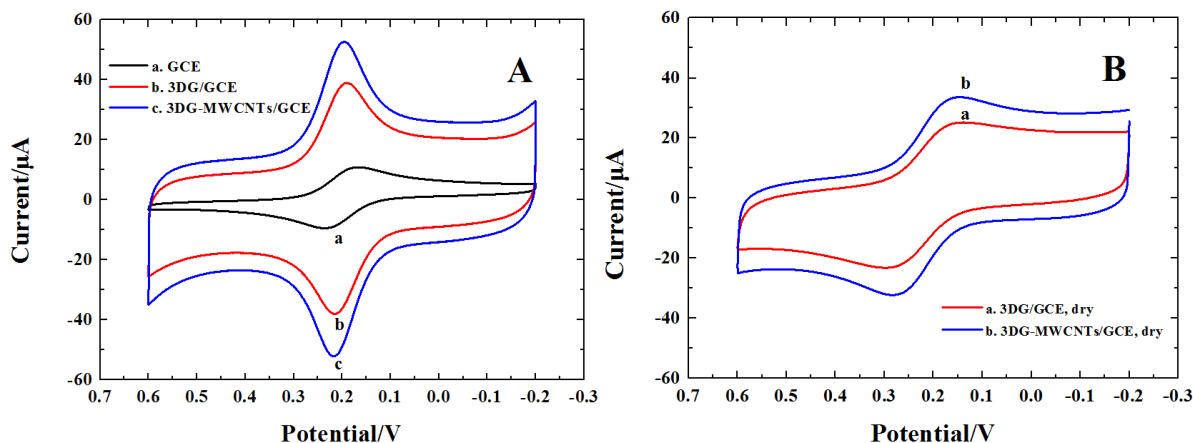 A
a. GCE
b. 3DG/GCE
c. 3DG-MWCNTs/GCE
a
b
c
60
40
20
0
-20
-40
-60
Current/μA
0.7 0.6 0.5 0.4 0.3 0.2 0.1 0.0 -0.1 -0.2 -0.3
Potential/V
B
b
a
a. 3DG/GCE, dry
b. 3DG-MWCNTs/GCE, dry
60
40
20
0
-20
-40
-60
Current/μA
0.7 0.6 0.5 0.4 0.3 0.2 0.1 0.0 -0.1 -0.2 -0.3
Potential/V